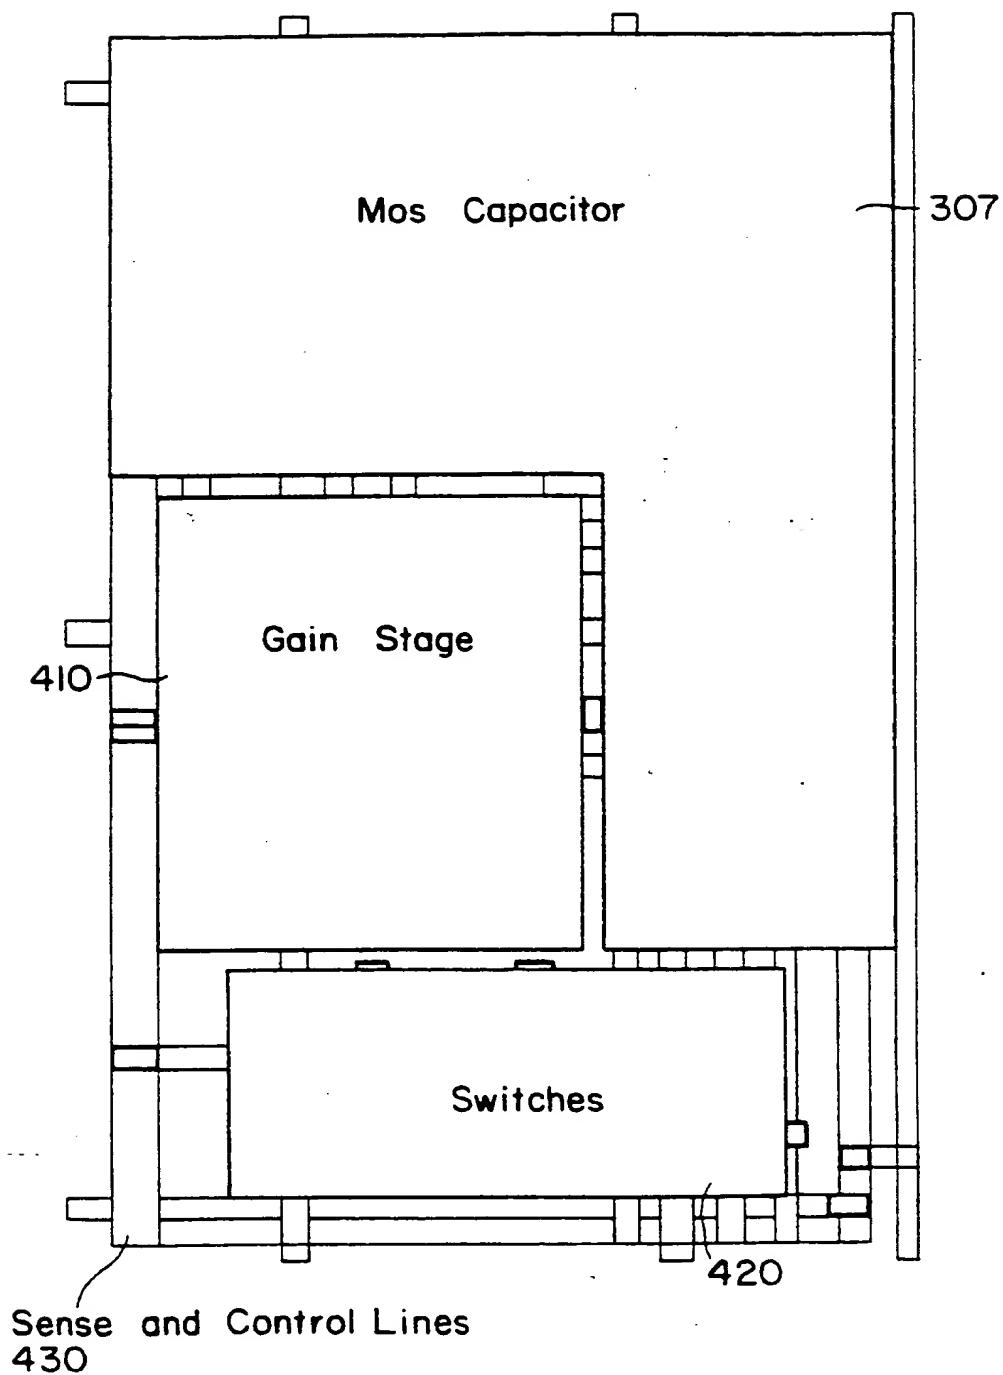 Mos Capacitor
307
Gain Stage
410
Switches
420
Sense and Control Lines
430